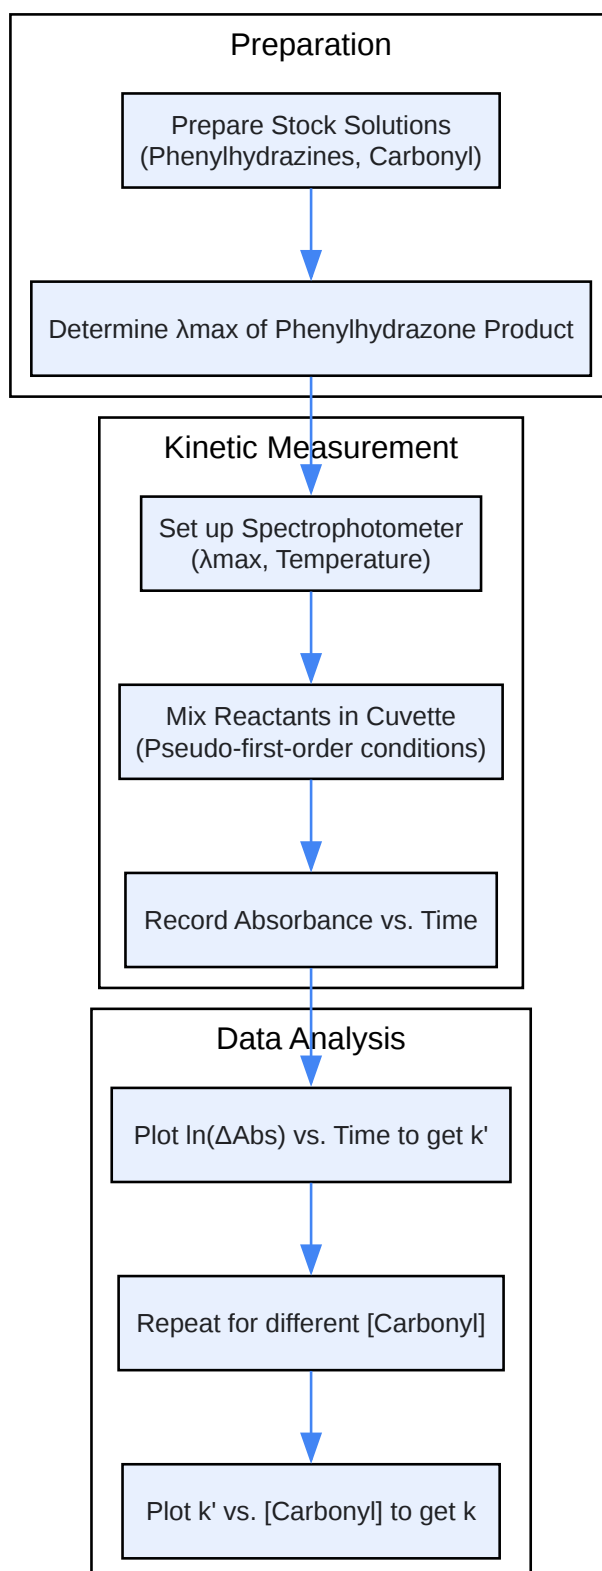 Preparation
Prepare Stock Solutions
(Phenylhydrazines, Carbonyl)
Determine λmax of Phenylhydrazone Product
Kinetic Measurement
Set up Spectrophotometer
(λmax, Temperature)
Mix Reactants in Cuvette
(Pseudo-first-order conditions)
Record Absorbance vs. Time
Data Analysis
Plot ln(ΔAbs) vs. Time to get k'
Repeat for different [Carbonyl]
Plot k' vs. [Carbonyl] to get k